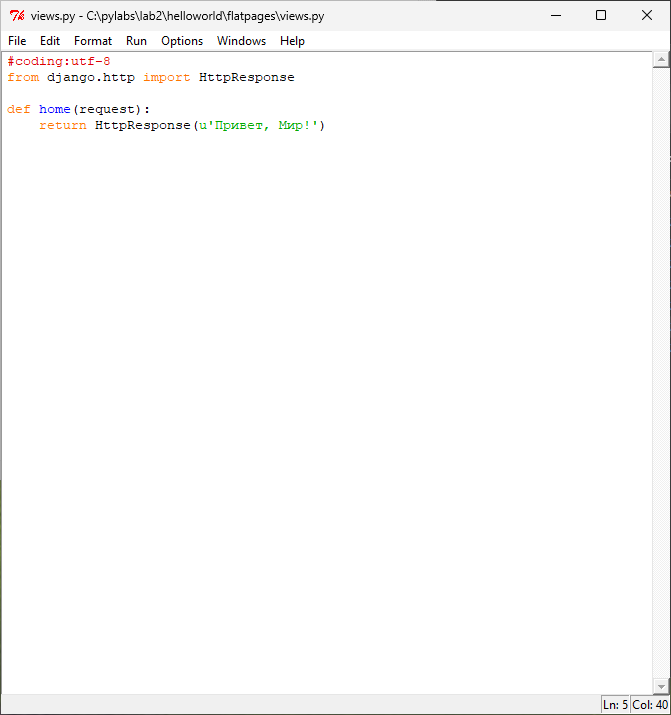 views.py - C:\pylabs\lab2\helloworld\flatpages\views.py
File Edit Format Run Options Windows Help
#coding:utf-8
from django.http import HttpResponse
def home(request):
    return HttpResponse(u'Привет, Мир!')
Ln: 5 Col: 40